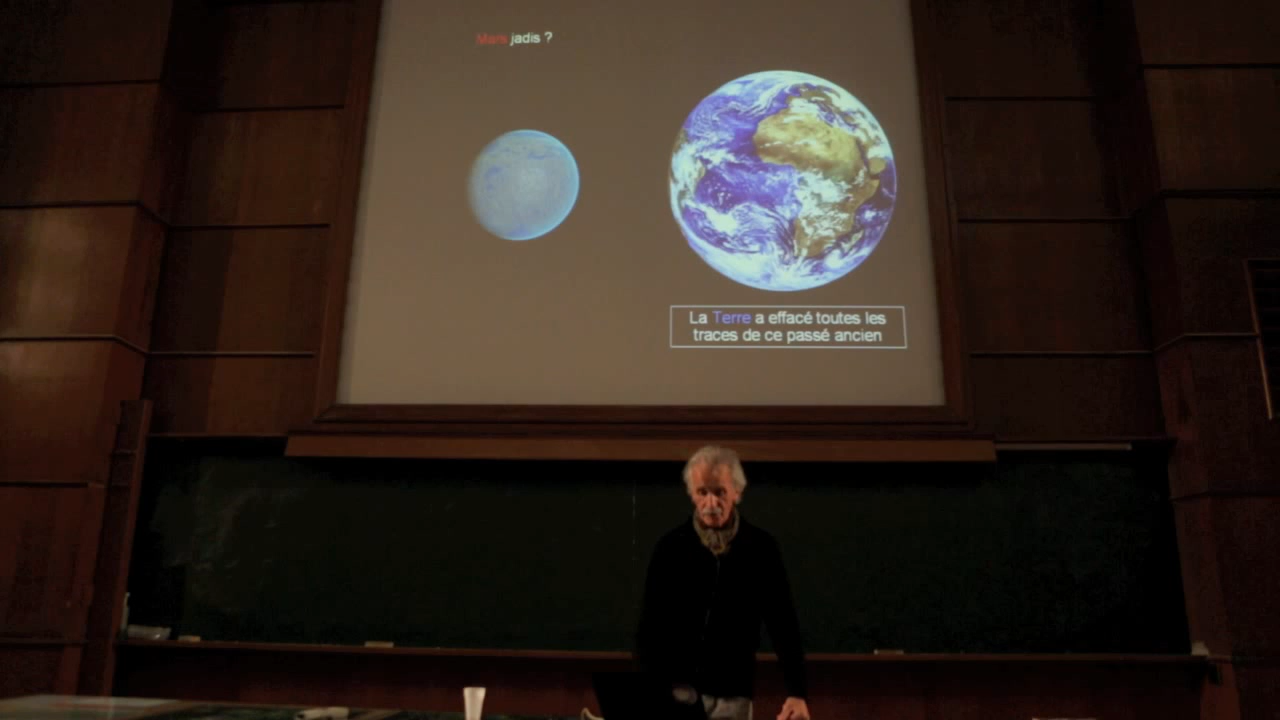 Mars jadis ?
La Terre a effacé toutes les
traces de ce passé ancien